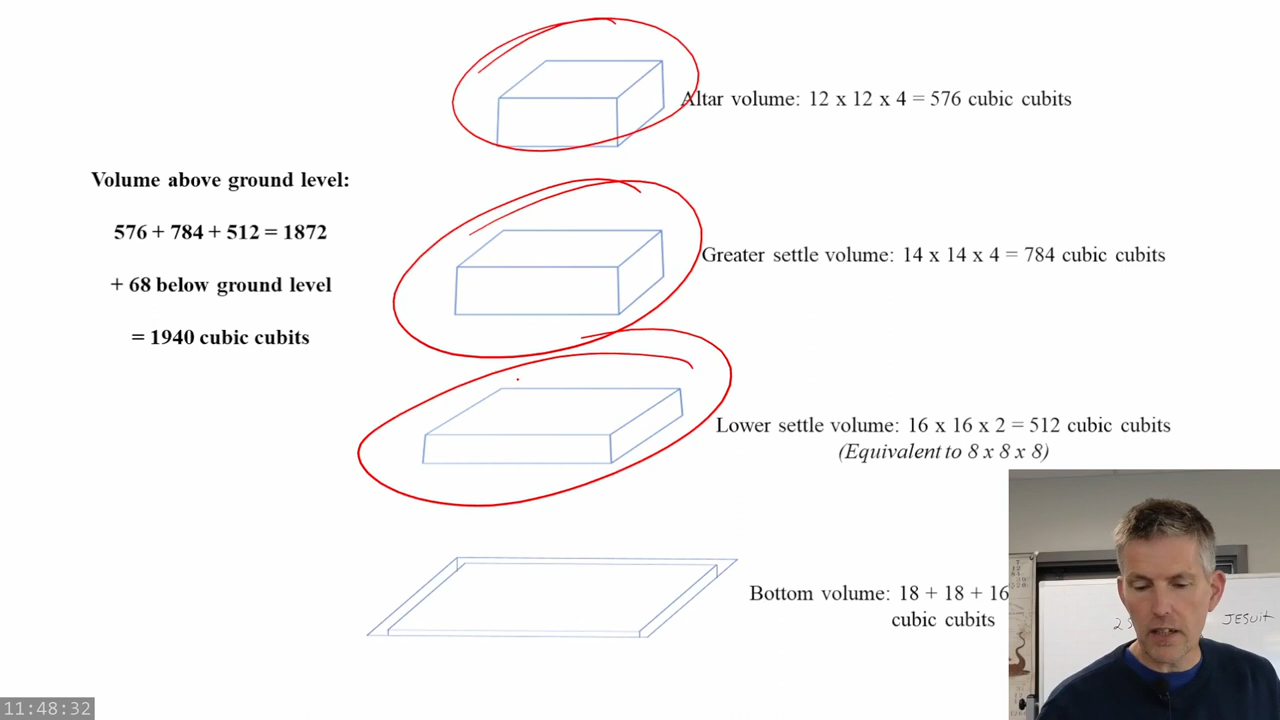 Altar volume: 12 x 12 x 4 = 576 cubic cubits
Volume above ground level:
576 + 784 + 512 = 1872
+ 68 below ground level
= 1940 cubic cubits
Greater settle volume: 14 x 14 x 4 = 784 cubic cubits
Lower settle volume: 16 x 16 x 2 = 512 cubic cubits
(Equivalent to 8 x 8 x 8)
Bottom volume: 18 + 18 + 16
cubic cubits
JESUIT
11:48:32